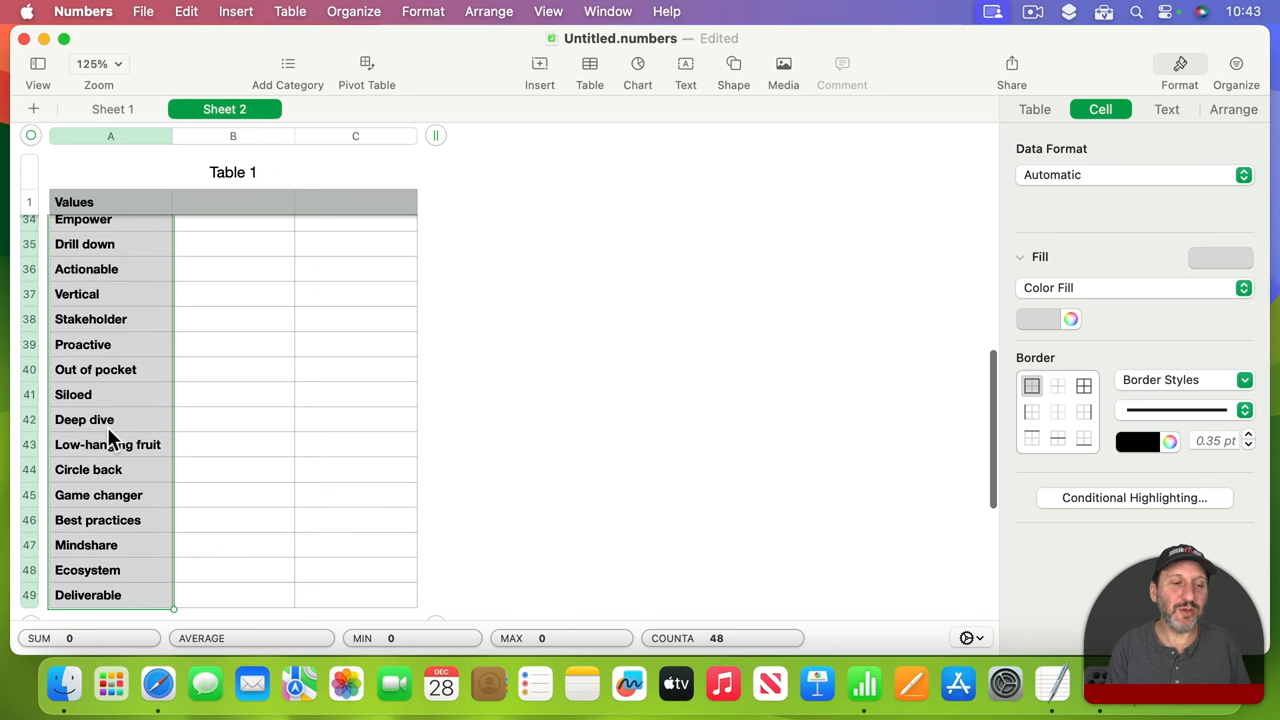 Numbers File Edit Insert Table Organize Format Arrange View Window Help 10:43
Untitled.numbers — Edited
125%
View Zoom Add Category Pivot Table Insert Table Chart Text Shape Media Comment Share Format Organize
Sheet 1 Sheet 2 Table Cell Text Arrange
A B C
Table 1
1 Values
34 Empower
35 Drill down
36 Actionable
37 Vertical
38 Stakeholder
39 Proactive
40 Out of pocket
41 Siloed
42 Deep dive
43 Low-hanging fruit
44 Circle back
45 Game changer
46 Best practices
47 Mindshare
48 Ecosystem
49 Deliverable
Data Format
Automatic
Fill
Color Fill
Border
Border Styles
0.35 pt
Conditional Highlighting...
SUM 0 AVERAGE MIN 0 MAX 0 COUNTA 48
DEC
28
tv